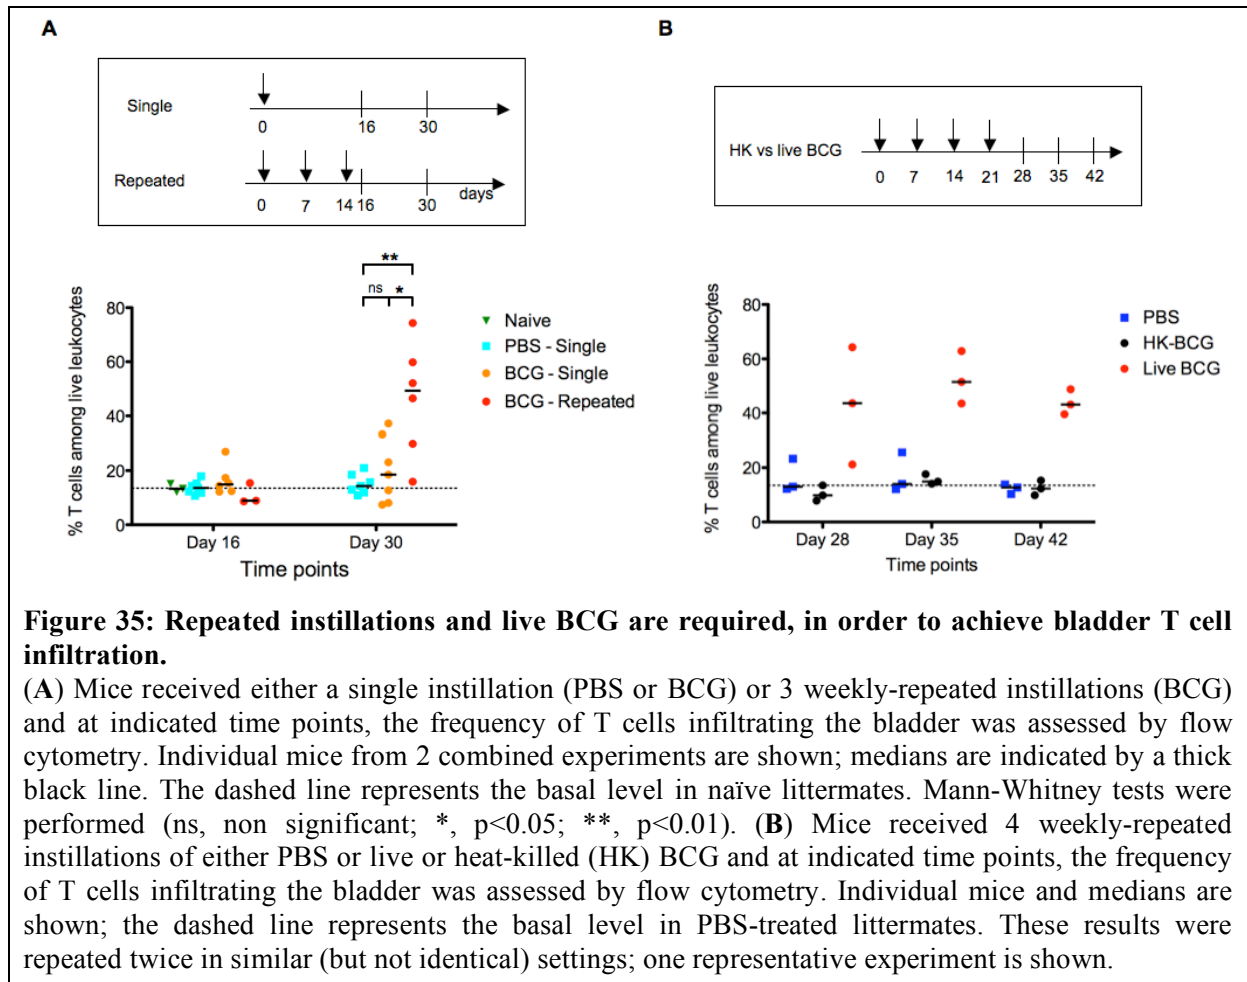 A
Single
0
16
30
Repeated
0
7
14
16
30
days
% T cells among live leukocytes
80
60
40
20
0
**
ns
*
Naive
PBS - Single
BCG - Single
BCG - Repeated
Day 16
Day 30
Time points
B
HK vs live BCG
0
7
14
21
28
35
42
% T cells among live leukocytes
80
60
40
20
0
PBS
HK-BCG
Live BCG
Day 28
Day 35
Day 42
Time points
Figure 35: Repeated instillations and live BCG are required, in order to achieve bladder T cell
infiltration.
(A) Mice received either a single instillation (PBS or BCG) or 3 weekly-repeated instillations (BCG)
and at indicated time points, the frequency of T cells infiltrating the bladder was assessed by flow
cytometry. Individual mice from 2 combined experiments are shown; medians are indicated by a thick
black line. The dashed line represents the basal level in naïve littermates. Mann-Whitney tests were
performed (ns, non significant; *, p<0.05; **, p<0.01). (B) Mice received 4 weekly-repeated
instillations of either PBS or live or heat-killed (HK) BCG and at indicated time points, the frequency
of T cells infiltrating the bladder was assessed by flow cytometry. Individual mice and medians are
shown; the dashed line represents the basal level in PBS-treated littermates. These results were
repeated twice in similar (but not identical) settings; one representative experiment is shown.